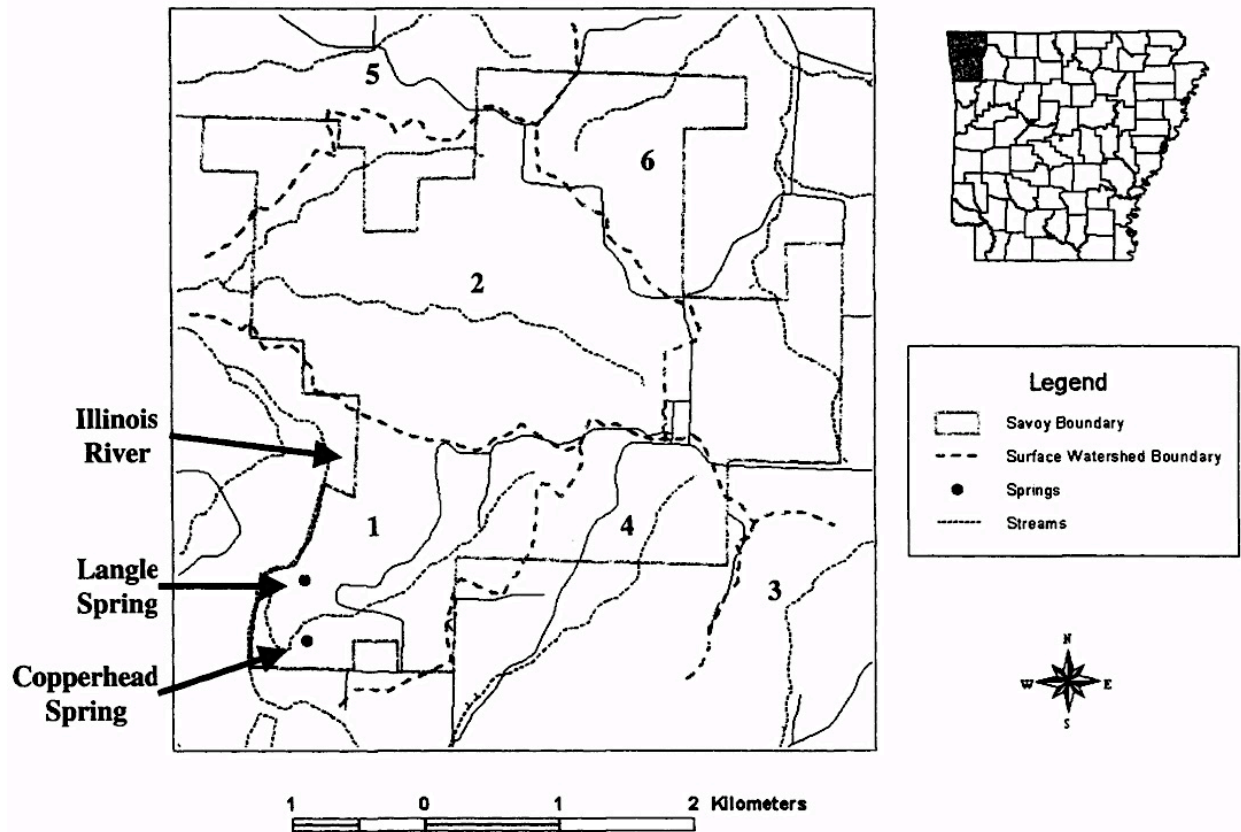 5
6
2
Illinois
River
1
4
Langle
Spring
3
Copperhead
Spring
Legend
Savoy Boundary
Surface Watershed Boundary
Springs
Streams
N
W E
S
1 0 1 2 Kilometers